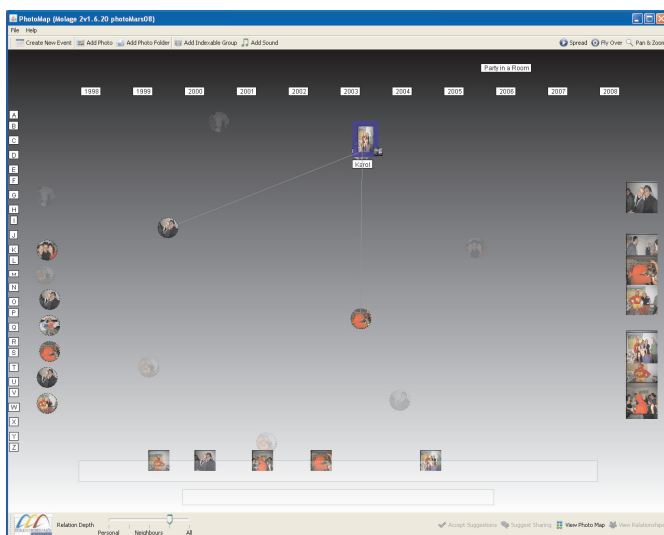 PhotoMap (Molage 2v1.6.20 photoMars08)
File Help
Create New Event Add Photo Add Photo Folder Add Indexable Group Add Sound Spread Fly Over Pan & Zoom
Party in a Room
1998 1999 2000 2001 2002 2003 2004 2005 2006 2007 2008
A
B
C
D
E
F
G
H
I
J
K
L
M
N
O
P
Q
R
S
T
U
V
W
X
Y
Z
Karol
Relation Depth
Personal Neighbours All
Accept Suggestions Suggest Sharing View Photo Map View Relationships